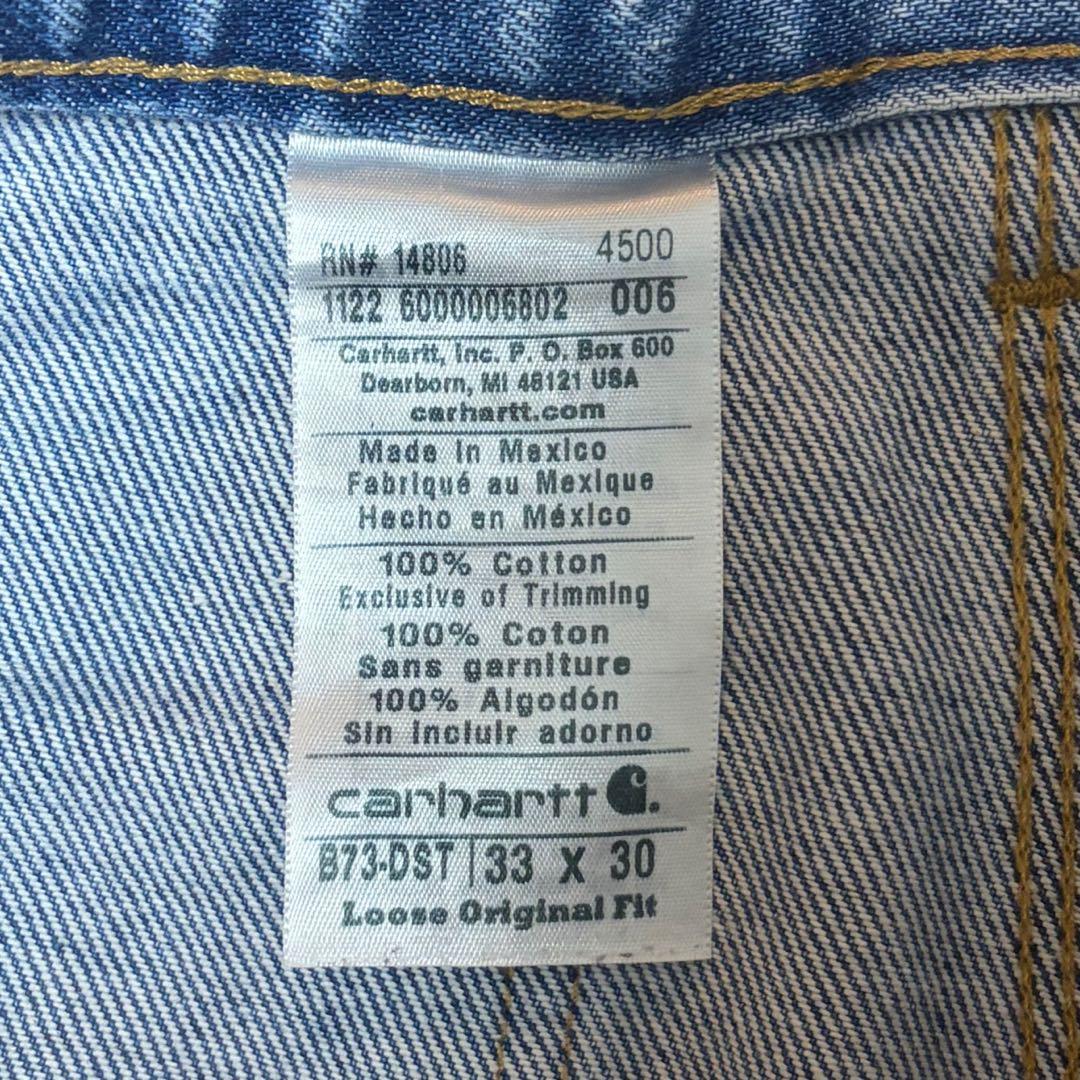 RN# 14806 4500
1122 6000006802 006
Carhartt, Inc. P. O. Box 600
Dearborn, MI 48121 USA
carhartt.com
Made in Mexico
Fabriqué au Mexique
Hecho en México
100% Cotton
Exclusive of Trimming
100% Coton
Sans garniture
100% Algodón
Sin incluir adorno
carhartt
B73-DST | 33 X 30
Loose Original Fit